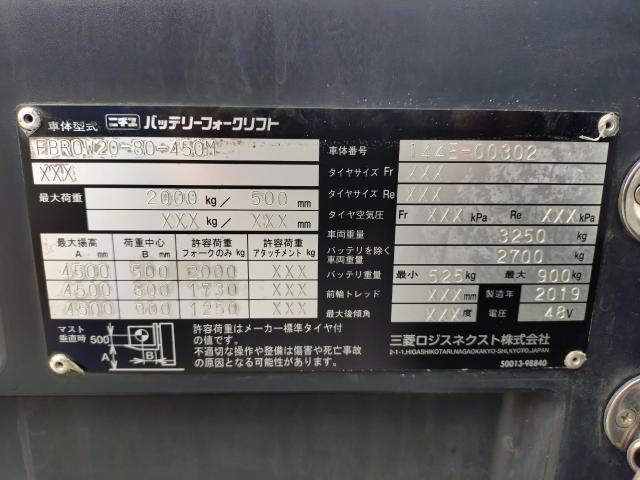 車体型式 ニチユ バッテリーフォークリフト
FBROW20-80-450M
XXX
最大荷重 2000 kg/ 500 mm
XXX kg/ XXX mm
最大揚高 A mm 荷重中心 B mm 許容荷重 フォークのみ kg 許容荷重 アタッチメント kg
4500 500 2000 XXX
4500 600 1730 XXX
4500 900 1250 XXX
マスト垂直時 500 A B
許容荷重はメーカー標準タイヤ付の値です。
不適切な操作や整備は傷害や死亡事故の原因となる可能性があります。
車体番号 144E-00302
タイヤサイズ Fr XXX
タイヤサイズ Re XXX
タイヤ空気圧 Fr XXX kPa Re XXX kPa
車両重量 3250 kg
バッテリを除く車両重量 2700 kg
バッテリ重量 最小 525 kg 最大 900 kg
前輪トレッド XXX mm 製造年 2019
最大後傾角 XXX 度 電圧 48 V
三菱ロジスネクスト株式会社
2-1-1,HIGASHIKOTARI,NAGAOKAKYO-SHI,KYOTO,JAPAN
50013-98840